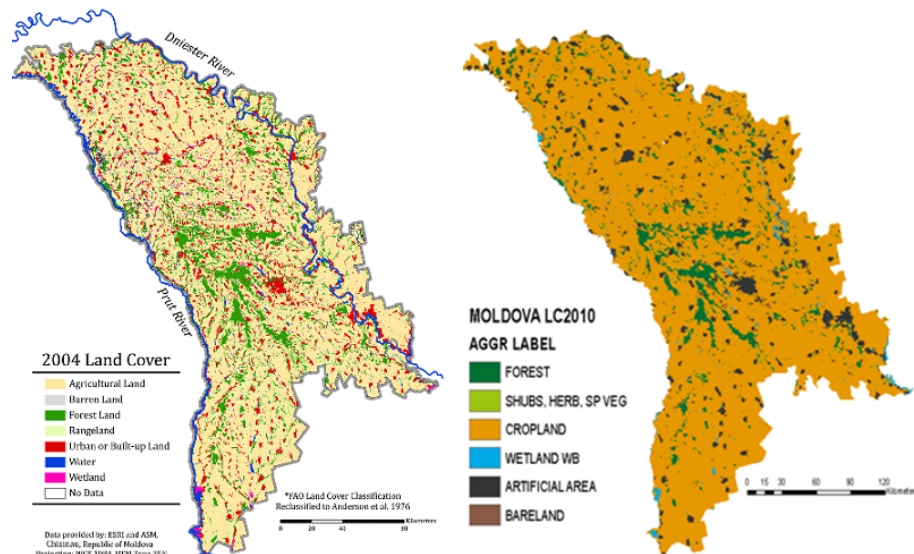 Dniester River
Prut River
2004 Land Cover
Agricultural Land
Barren Land
Forest Land
Rangeland
Urban or Built-up Land
Water
Wetland
No Data
*FAO Land Cover Classification
Reclassified to Anderson et al. 1976
Kilometers
Data provided by: ESRI and ASM,
Chisinau, Republic of Moldova
MOLDOVA LC2010
AGGR LABEL
FOREST
SHUBS, HERB, SP VEG
CROPLAND
WETLAND WB
ARTIFICIAL AREA
BARELAND
0 15 30 60 90 120